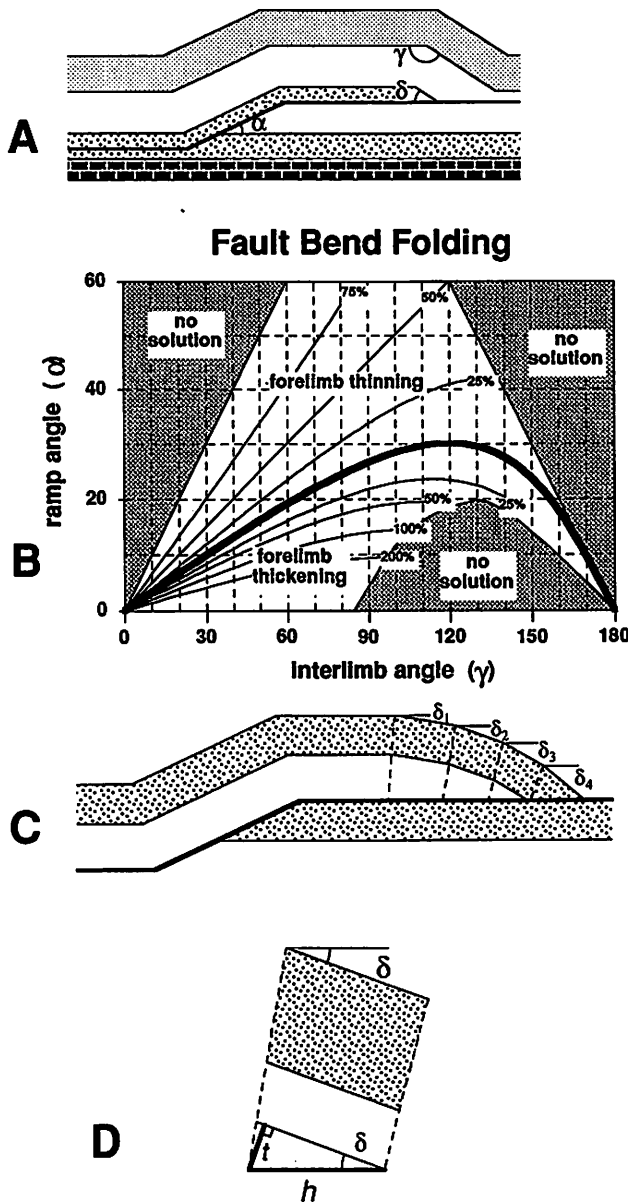 γ
δ
α
A
Fault Bend Folding
60
40
20
0
ramp angle (α)
75%
50%
no
solution
no
solution
forelimb thinning
25%
50%
25%
100%
forelimb
thickening
200%
no
solution
B
0 30 60 90 120 150 180
interlimb angle (γ)
δ1
δ2
δ3
δ4
C
δ
D
t
δ
h